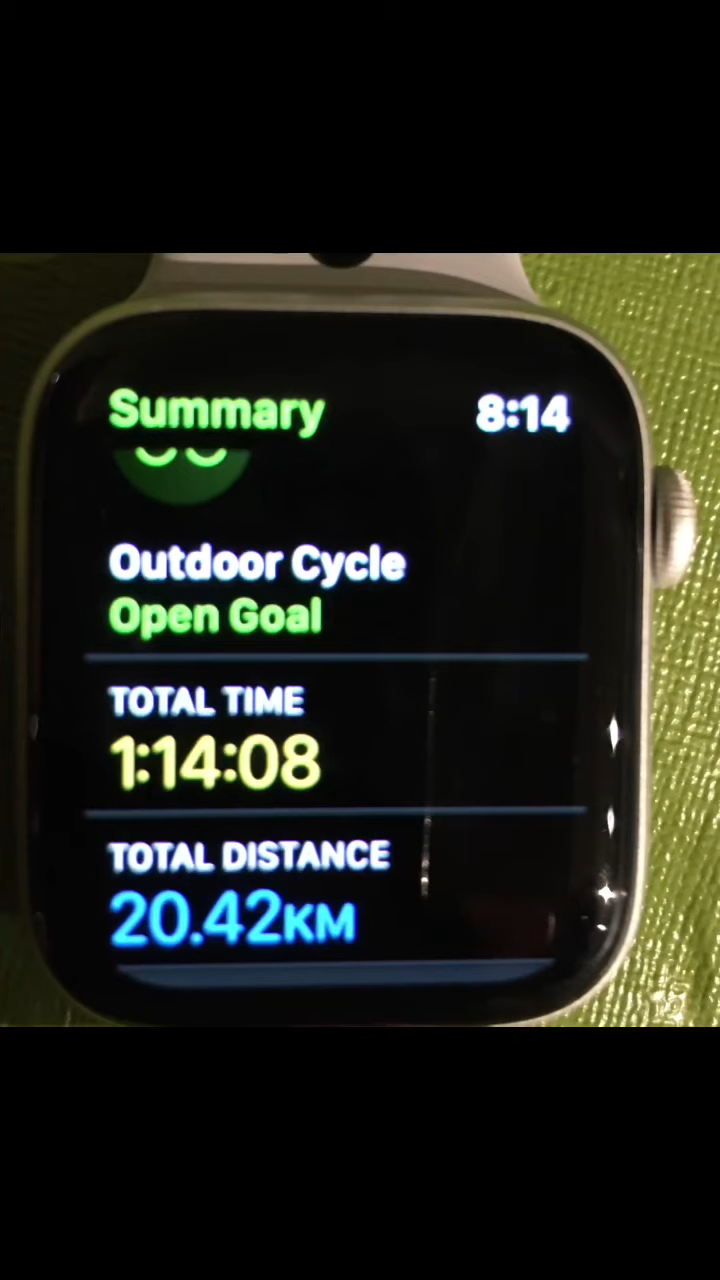 Summary 8:14
Outdoor Cycle
Open Goal
TOTAL TIME
1:14:08
TOTAL DISTANCE
20.42KM